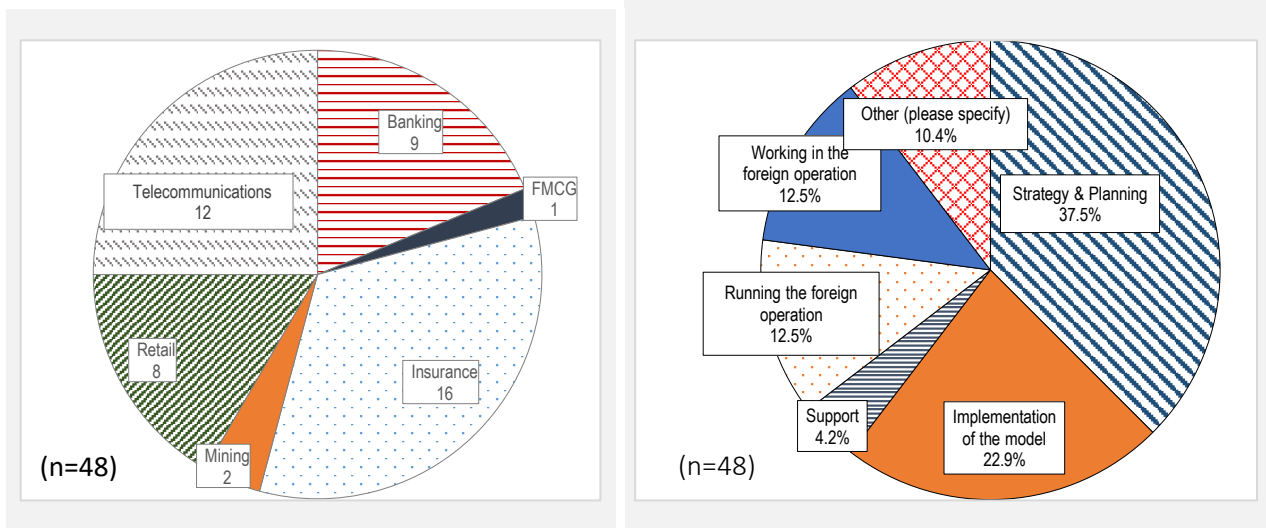 Banking
9
FMCG
1
Telecommunications
12
Insurance
16
Retail
8
Mining
2
(n=48)
Other (please specify)
10.4%
Working in the
foreign operation
12.5%
Strategy & Planning
37.5%
Running the foreign
operation
12.5%
Support
4.2%
Implementation
of the model
22.9%
(n=48)